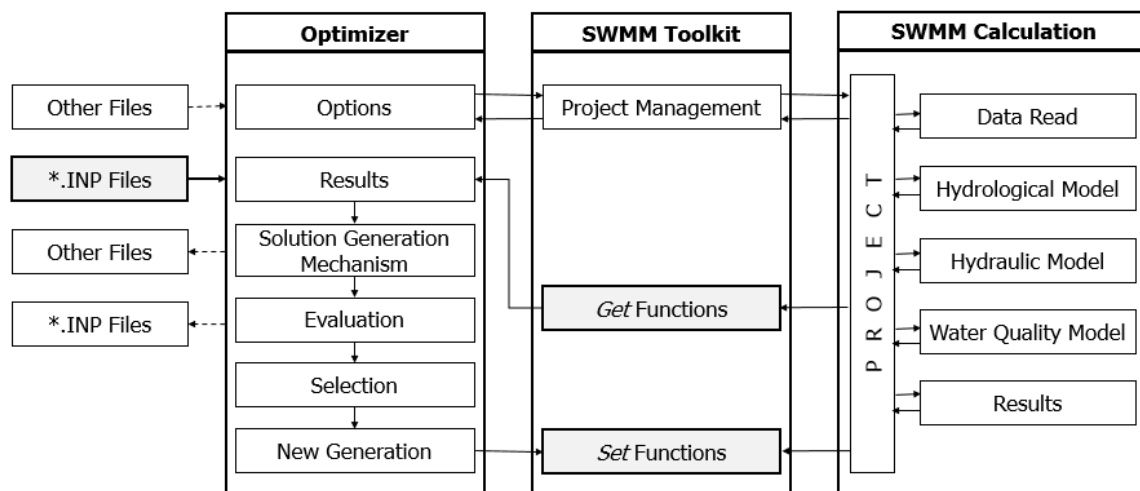 Optimizer
SWMM Toolkit
SWMM Calculation
Other Files
*.INP Files
Other Files
*.INP Files
Options
Results
Solution Generation
Mechanism
Evaluation
Selection
New Generation
Project Management
Get Functions
Set Functions
PROJECT
Data Read
Hydrological Model
Hydraulic Model
Water Quality Model
Results